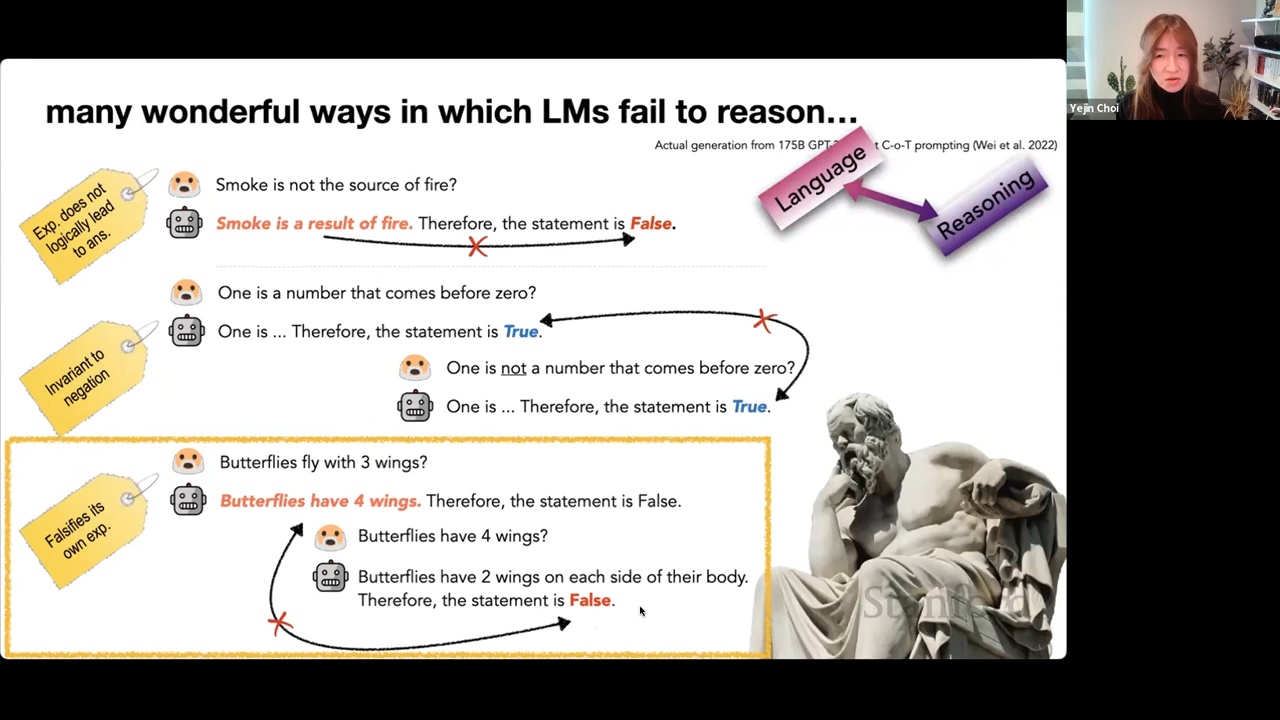 many wonderful ways in which LMs fail to reason...
Actual generation from 175B GPT- C-o-T prompting (Wei et al. 2022)
Language
Reasoning
Exp. does not
logically lead
to ans.
Smoke is not the source of fire?
Smoke is a result of fire. Therefore, the statement is False.
Invariant to
negation
One is a number that comes before zero?
One is ... Therefore, the statement is True.
One is not a number that comes before zero?
One is ... Therefore, the statement is True.
Falsifies its
own exp.
Butterflies fly with 3 wings?
Butterflies have 4 wings. Therefore, the statement is False.
Butterflies have 4 wings?
Butterflies have 2 wings on each side of their body.
Therefore, the statement is False.
Stanford
Yejin Choi